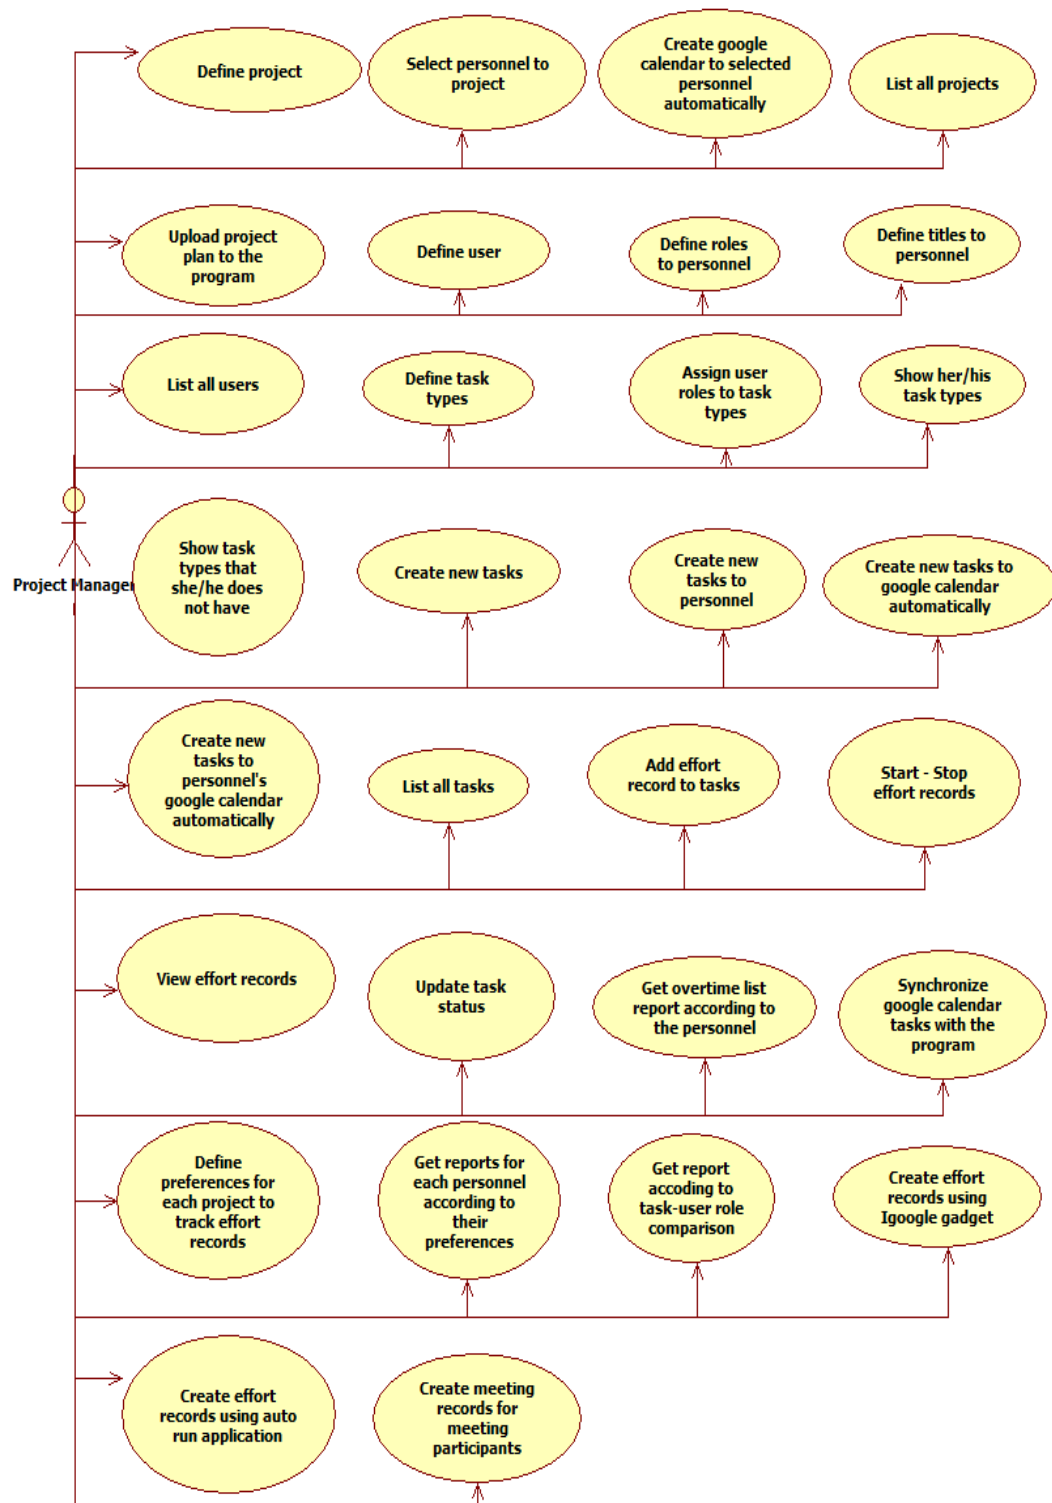 Define project
Select personnel to
project
Create google
calendar to selected
personnel
automatically
List all projects
Upload project
plan to the
program
Define user
Define roles
to personnel
Define titles to
personnel
List all users
Define task
types
Assign user
roles to task
types
Show her/his
task types
Project Manager
Show task
types that
she/he does
not have
Create new tasks
Create new
tasks to
personnel
Create new tasks to
google calendar
automatically
Create new
tasks to
personnel's
google calendar
automatically
List all tasks
Add effort
record to tasks
Start - Stop
effort records
View effort records
Update task
status
Get overtime list
report according to
the personnel
Synchronize
google calendar
tasks with the
program
Define
preferences for
each project to
track effort
records
Get reports for
each personnel
according to
their
preferences
Get report
accoding to
task-user role
comparison
Create effort
records using
Igoogle gadget
Create effort
records using auto
run application
Create meeting
records for
meeting
participants